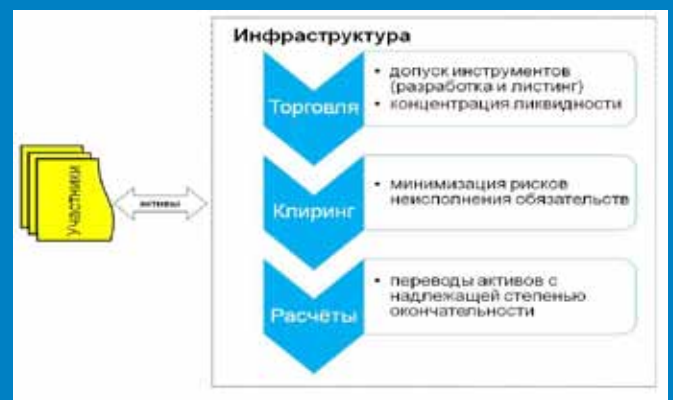 Инфраструктура
Торговля
• допуск инструментов
(разработка и листинг)
• концентрация ликвидности
Участники
активы
Клиринг
• минимизация рисков
неисполнения обязательств
Расчёты
• переводы активов с
надлежащей степенью
окончательности